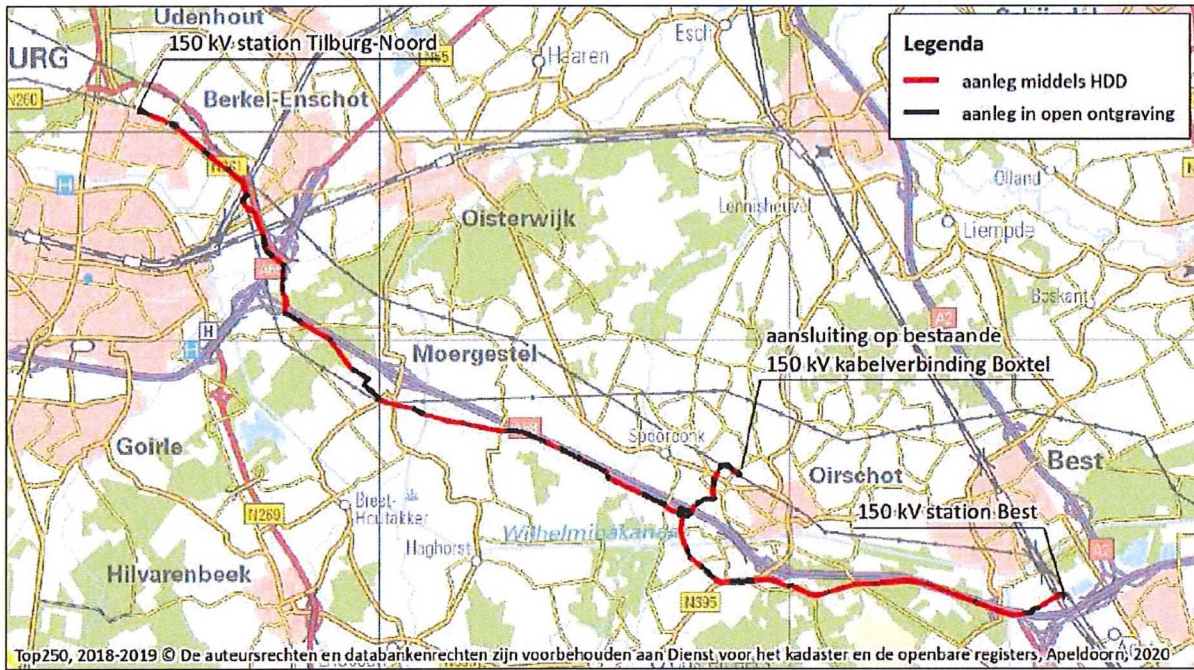 Udenhout
150 kV station Tilburg-Noord
URG
N260
Berkel-Enschot
N65
Haaren
Esch
Legenda
aanleg middels HDD
aanleg in open ontgraving
Oisterwijk
Lennisheuvel
Olland
Liempde
Boskant
A2
H
Moergestel
aansluiting op bestaande
150 kV kabelverbinding Boxtel
Goirle
Spoordonk
Oirschot
Best
150 kV station Best
N269
Biest-
Houtakker
Haghorst
Wilhelminakanaal
A2
Hilvarenbeek
N395
Top250, 2018-2019 © De auteursrechten en databankenrechten zijn voorbehouden aan Dienst voor het kadaster en de openbare registers, Apeldoorn, 2020